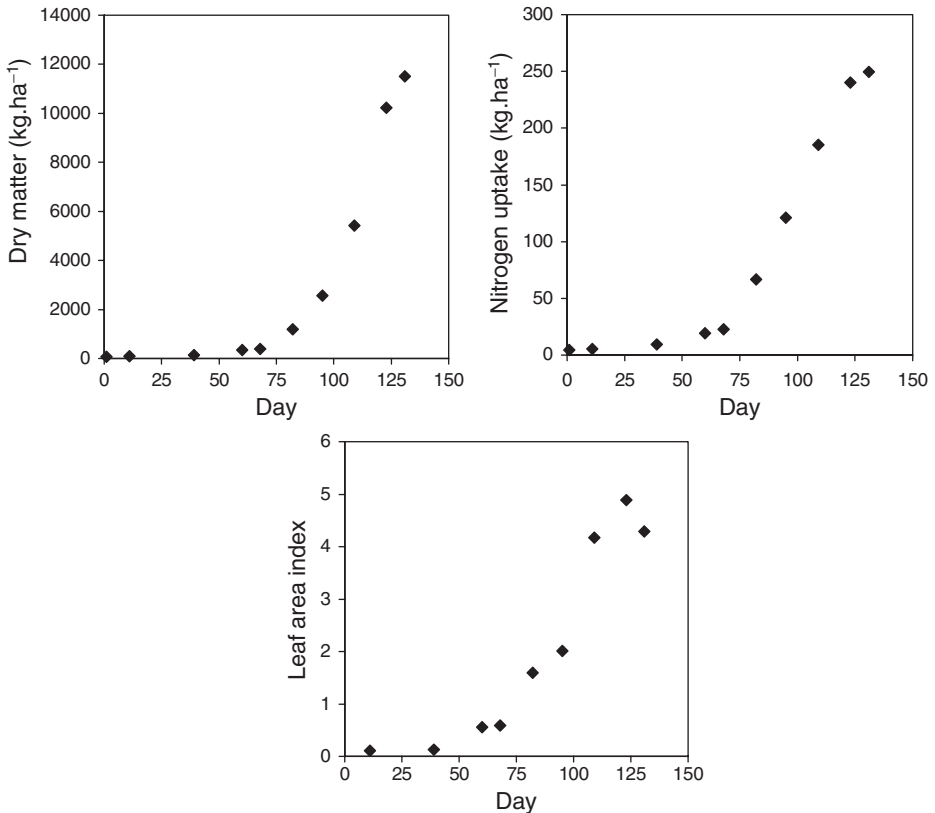 Dry matter (kg.ha⁻¹)
14000
12000
10000
8000
6000
4000
2000
0
0 25 50 75 100 125 150
Day
Nitrogen uptake (kg.ha⁻¹)
300
250
200
150
100
50
0
0 25 50 75 100 125 150
Day
Leaf area index
6
5
4
3
2
1
0
0 25 50 75 100 125 150
Day